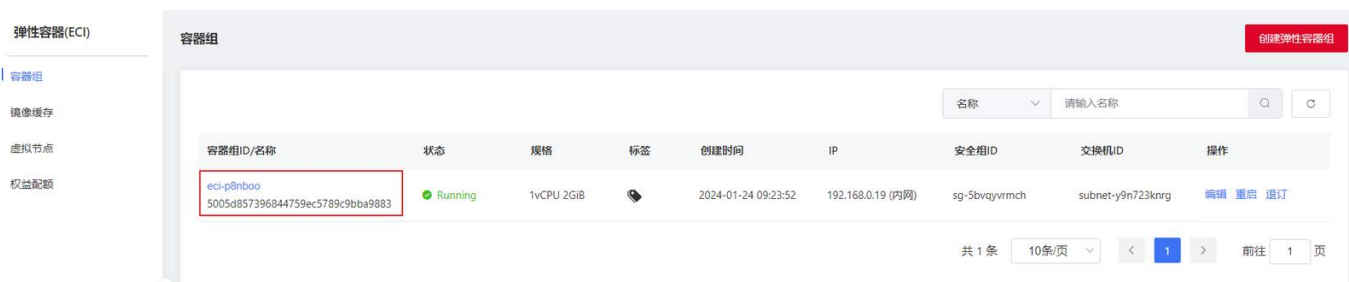 弹性容器(ECI)
容器组
镜像缓存
虚拟节点
权益配额
容器组
创建弹性容器组
名称 请输入名称
容器组ID/名称 状态 规格 标签 创建时间 IP 安全组ID 交换机ID 操作
eci-p8nboo
5005d857396844759ec5789c9bba9883
Running 1vCPU 2GiB 2024-01-24 09:23:52 192.168.0.19 (内网) sg-5bvqyvrmch subnet-y9n723knrg 编辑 重启 退订
共 1 条 10条/页 < 1 > 前往 1 页